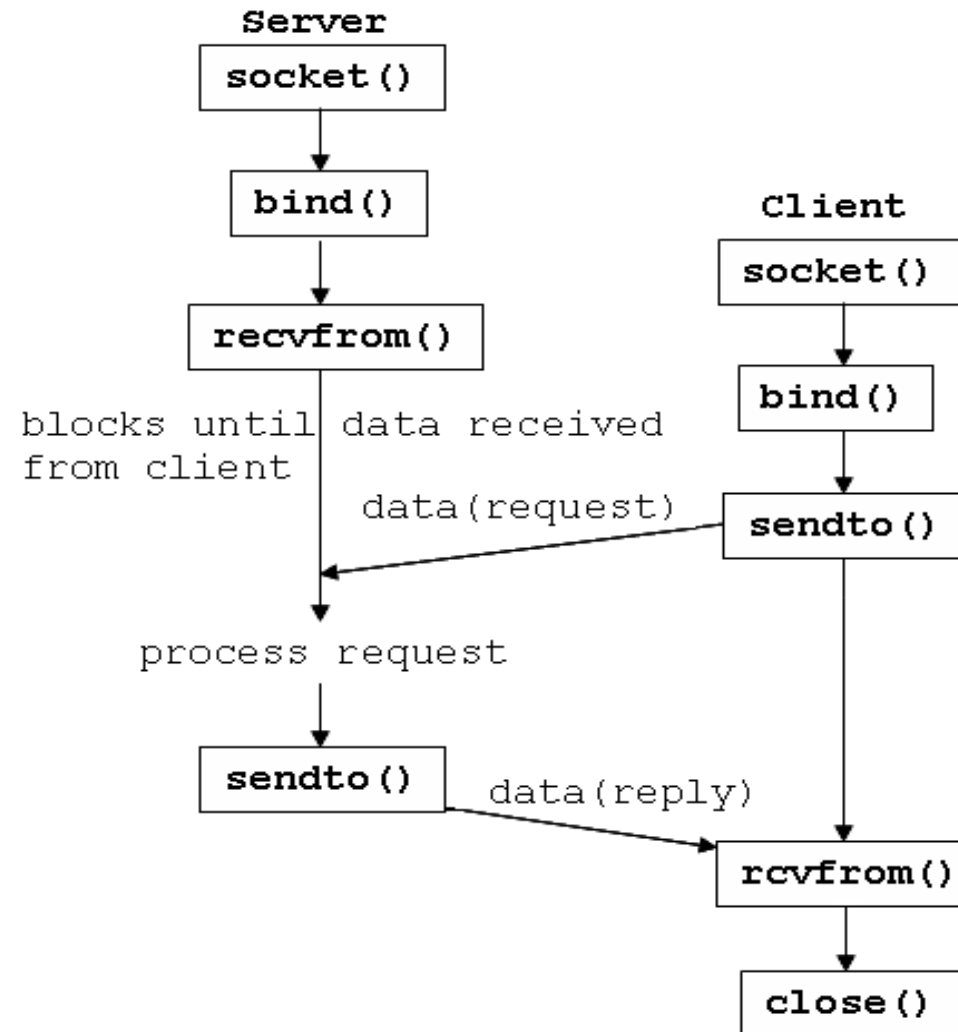 Server
socket()
bind()
Client
socket()
recvfrom()
bind()
blocks until data received
from client
data(request)
sendto()
process request
sendto()
data(reply)
rcvfrom()
close()